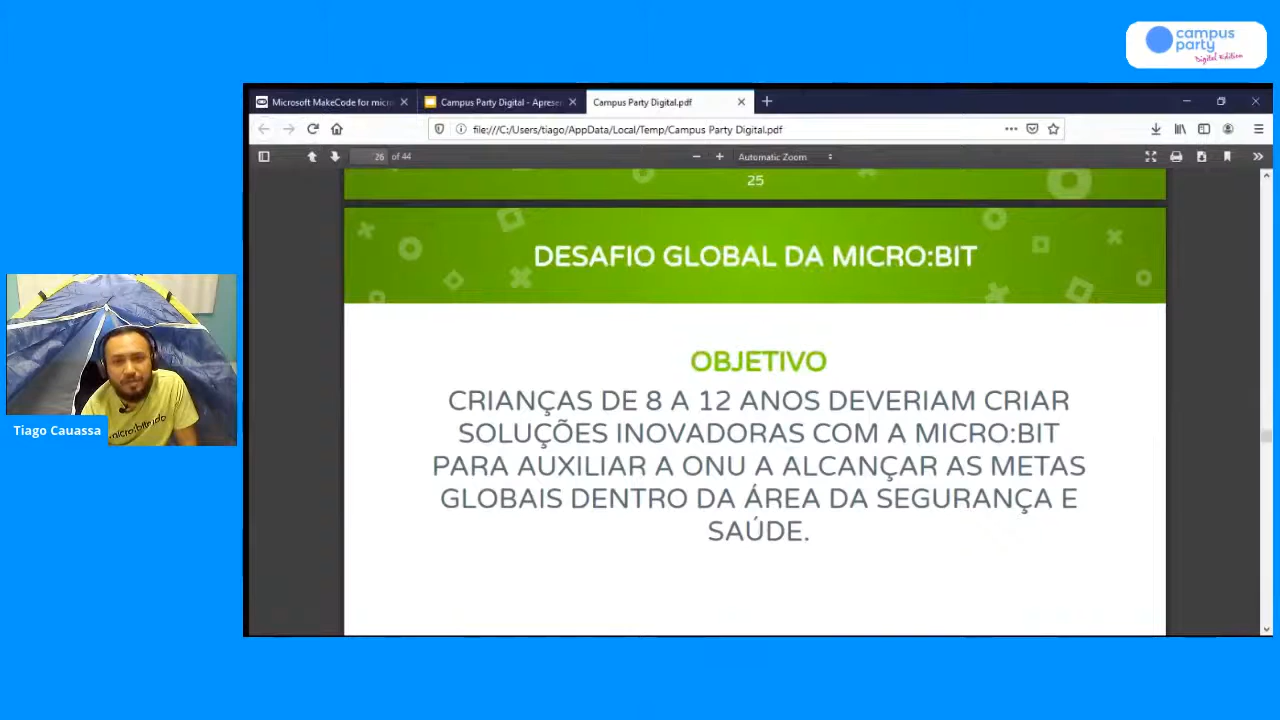 campus
party
Digital Edition
Microsoft MakeCode for micro
Campus Party Digital - Aprese
Campus Party Digital.pdf
file:///C:/Users/tiago/AppData/Local/Temp/Campus Party Digital.pdf
26 of 44
Automatic Zoom
25
DESAFIO GLOBAL DA MICRO:BIT
OBJETIVO
CRIANÇAS DE 8 A 12 ANOS DEVERIAM CRIAR
SOLUÇÕES INOVADORAS COM A MICRO:BIT
PARA AUXILIAR A ONU A ALCANÇAR AS METAS
GLOBAIS DENTRO DA ÁREA DA SEGURANÇA E
SAÚDE.
Tiago Cauassa